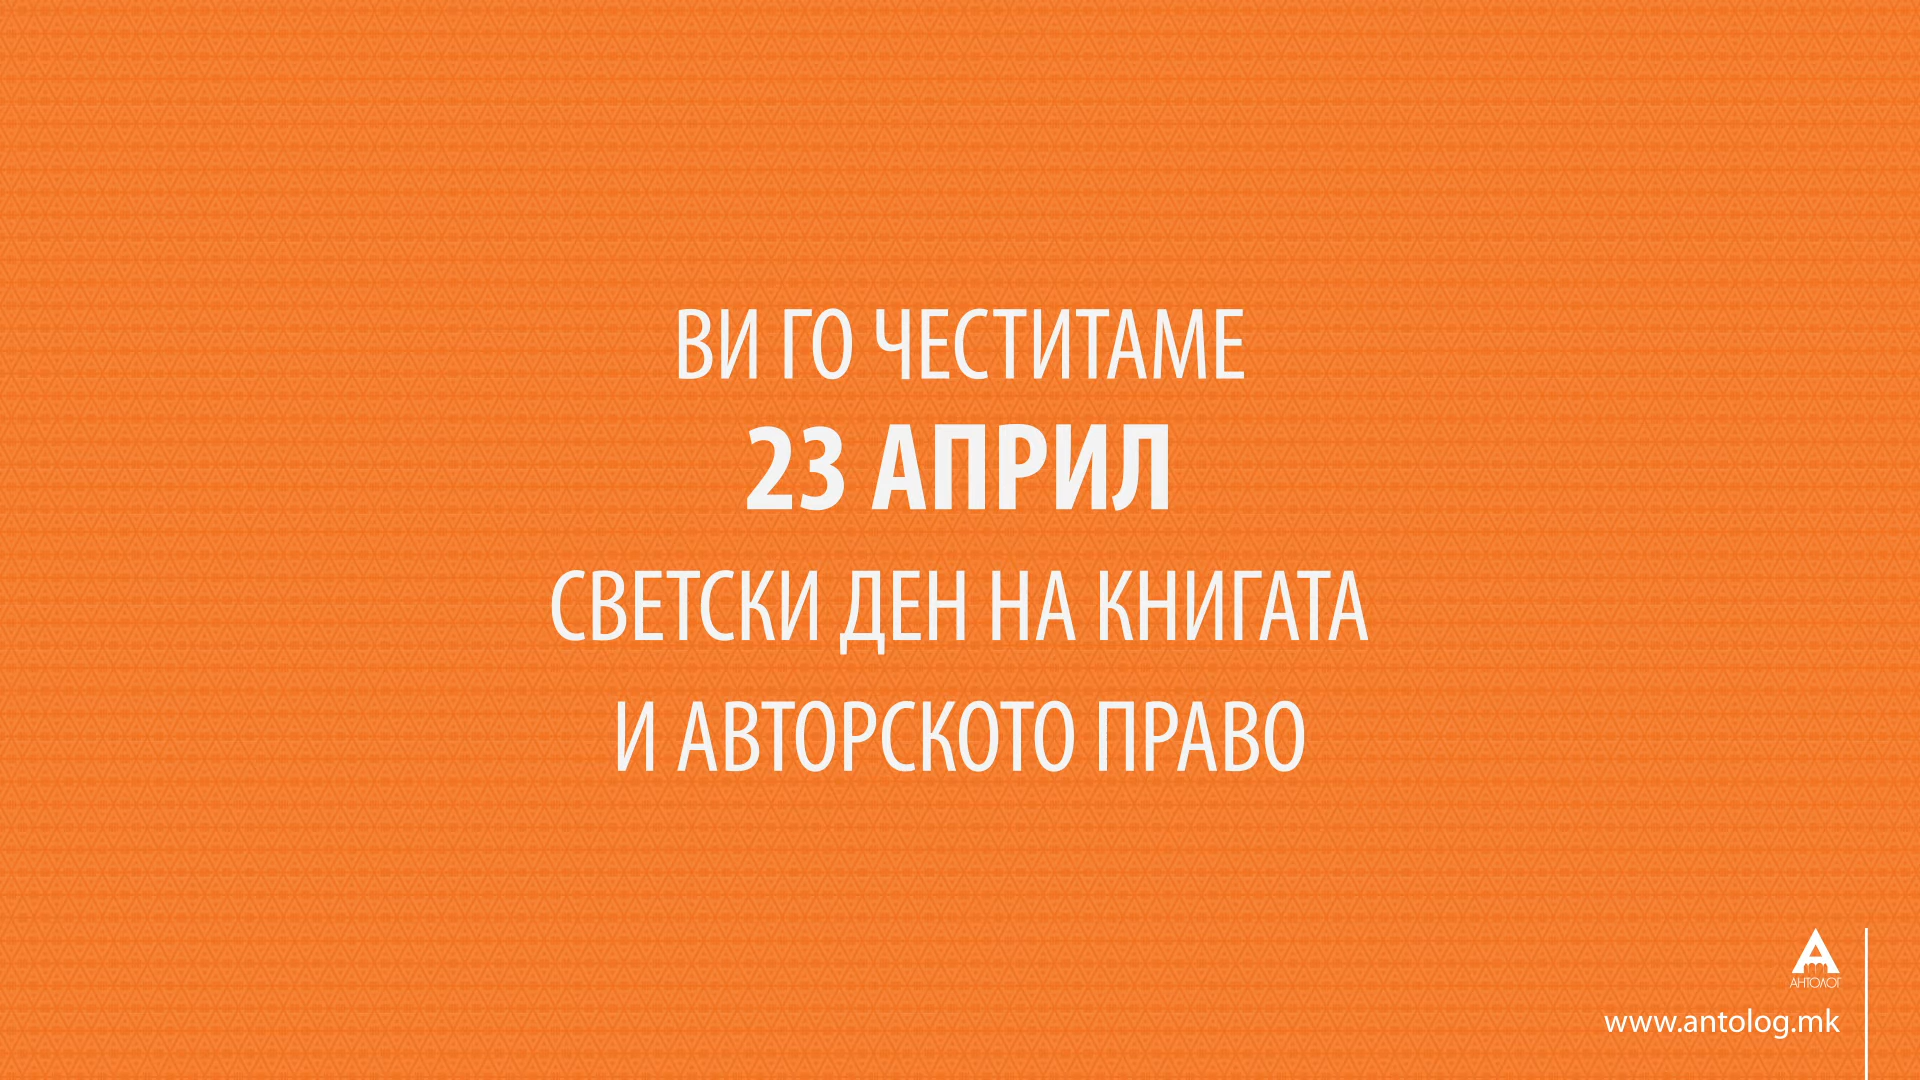 ВИ ГО ЧЕСТИТАМЕ
23 АПРИЛ
СВЕТСКИ ДЕН НА КНИГАТА
И АВТОРСКОТО ПРАВО
АНТОЛОГ
www.antolog.mk